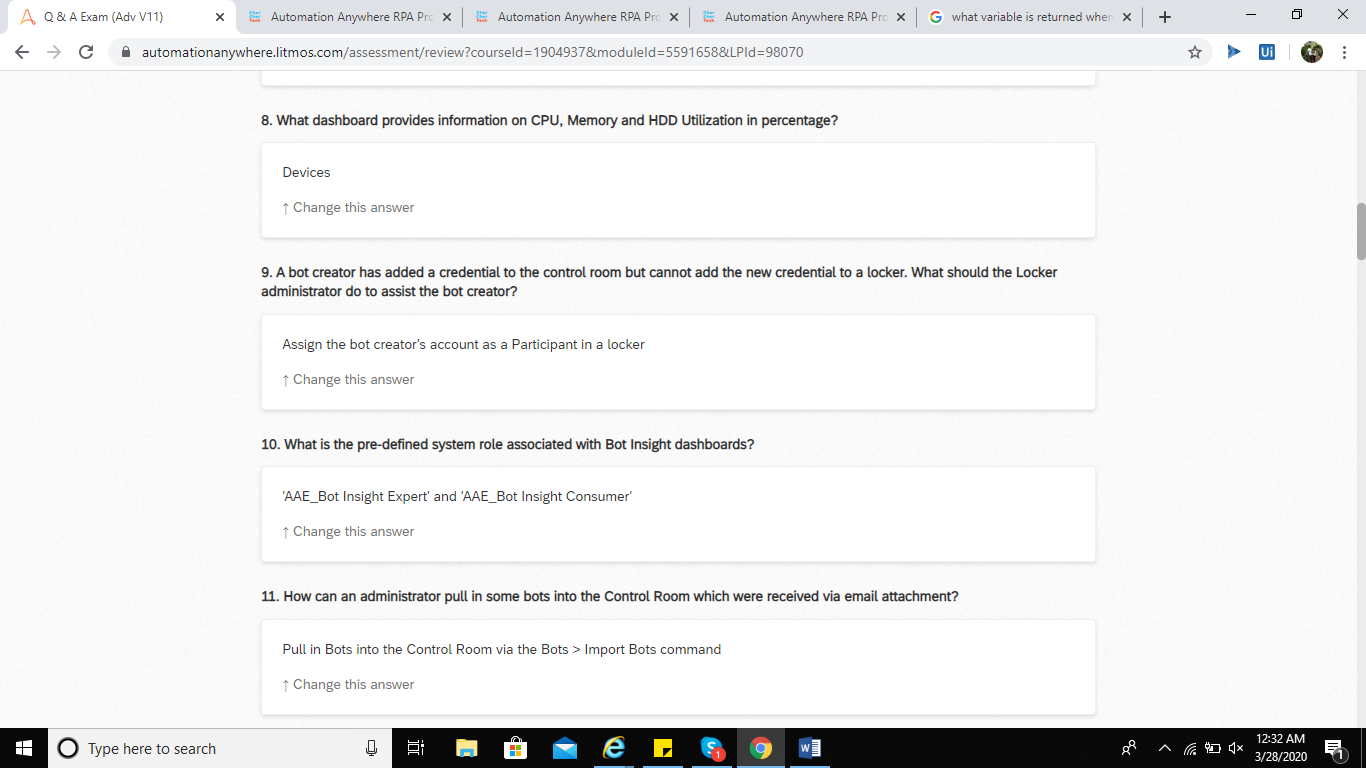 Q & A Exam (Adv V11)
Automation Anywhere RPA Pro
Automation Anywhere RPA Pro
Automation Anywhere RPA Pro
what variable is returned when
automationanywhere.litmos.com/assessment/review?courseId=1904937&moduleId=5591658&LPId=98070
Ui
8. What dashboard provides information on CPU, Memory and HDD Utilization in percentage?
Devices
↑ Change this answer
9. A bot creator has added a credential to the control room but cannot add the new credential to a locker. What should the Locker
administrator do to assist the bot creator?
Assign the bot creator's account as a Participant in a locker
↑ Change this answer
10. What is the pre-defined system role associated with Bot Insight dashboards?
'AAE_Bot Insight Expert' and 'AAE_Bot Insight Consumer'
↑ Change this answer
11. How can an administrator pull in some bots into the Control Room which were received via email attachment?
Pull in Bots into the Control Room via the Bots > Import Bots command
↑ Change this answer
Type here to search
12:32 AM
3/28/2020